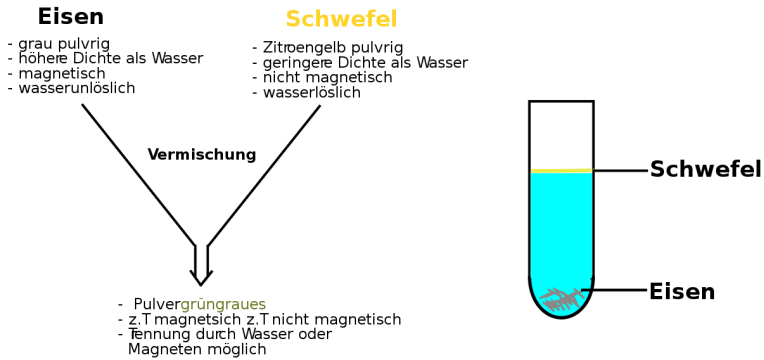 Eisen
- grau pulvrig
- höhere Dichte als Wasser
- magnetisch
- wasserunlöslich
Schwefel
- Zitroengelb pulvrig
- geringere Dichte als Wasser
- nicht magnetisch
- wasserlöslich
Vermischung
- Pulvergrüngraues
- z.T magnetsich z.T nicht magnetisch
- Trennung durch Wasser oder
Magneten möglich
Schwefel
Eisen